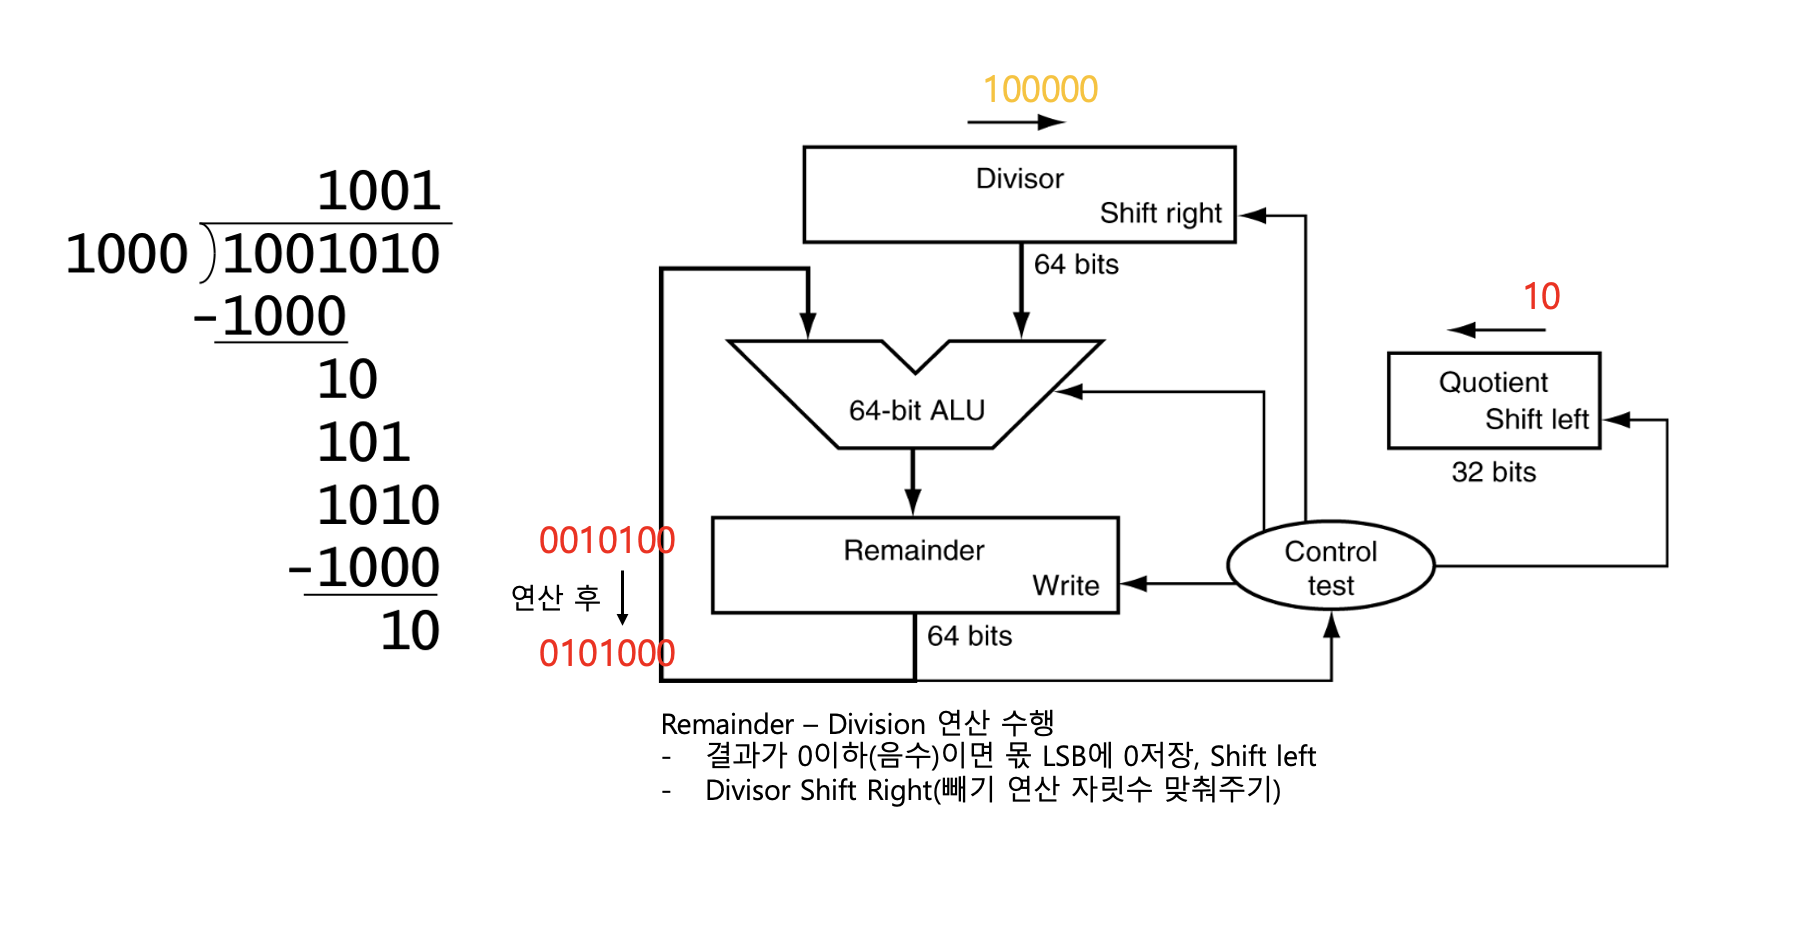 1001
1000 ) 1001010
-1000
10
101
1010
-1000
10
100000
Divisor
Shift right
64 bits
64-bit ALU
10
Quotient
Shift left
32 bits
0010100
연산 후
0101000
Remainder
Write
64 bits
Control
test
Remainder – Division 연산 수행
- 결과가 0이하(음수)이면 몫 LSB에 0저장, Shift left
- Divisor Shift Right(빼기 연산 자릿수 맞춰주기)